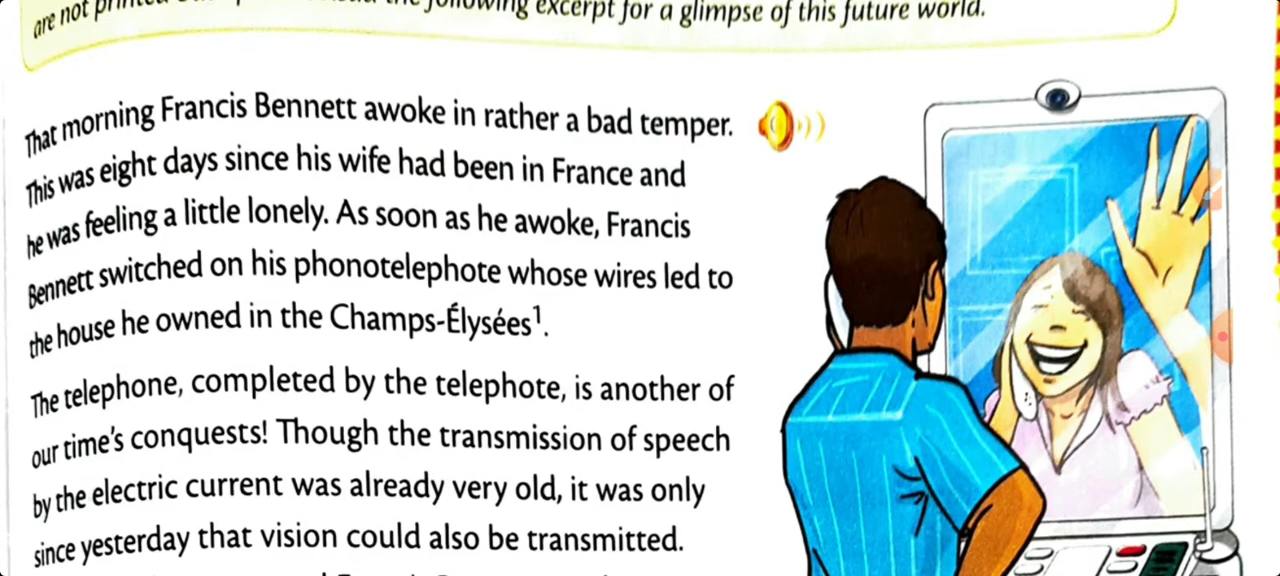 are not printed following excerpt for a glimpse of this future world.
That morning Francis Bennett awoke in rather a bad temper.
This was eight days since his wife had been in France and
he was feeling a little lonely. As soon as he awoke, Francis
Bennett switched on his phonotelephote whose wires led to
the house he owned in the Champs-Élysées¹.
The telephone, completed by the telephote, is another of
our time's conquests! Though the transmission of speech
by the electric current was already very old, it was only
since yesterday that vision could also be transmitted.